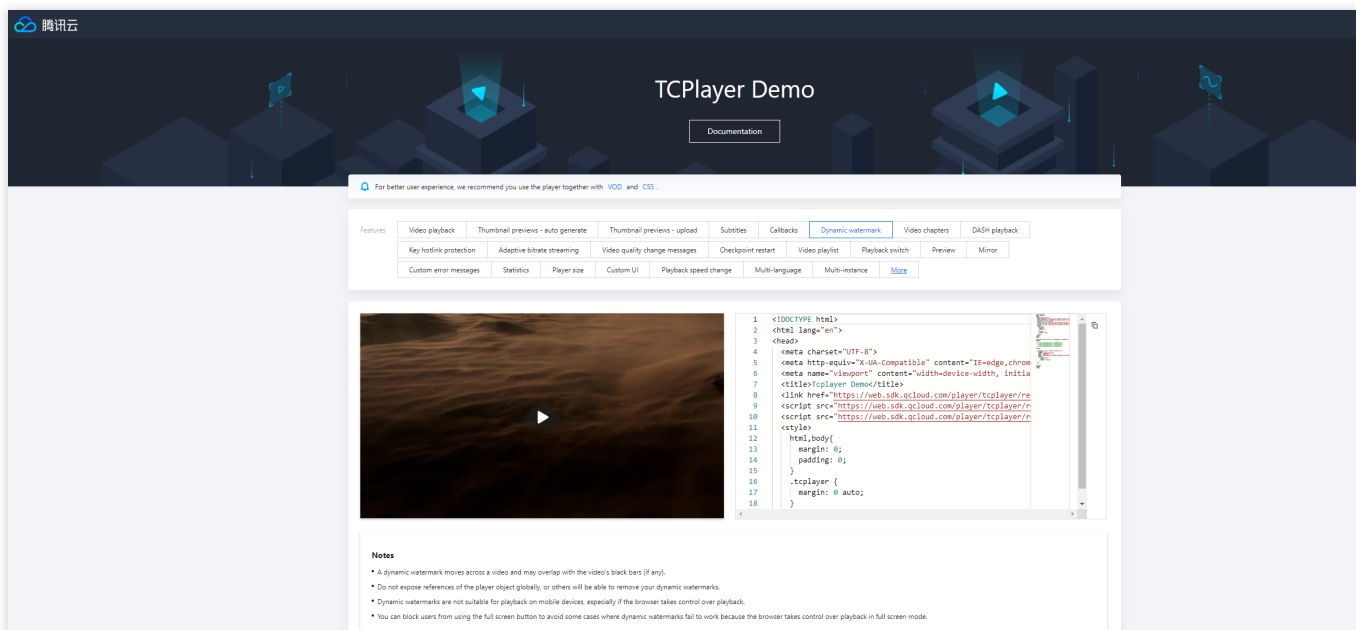 腾讯云
TCPlayer Demo
Documentation
For better user experience, we recommend you use the player together with VOD and CSS .
Features Video playback Thumbnail previews - auto generate Thumbnail previews - upload Subtitles Callbacks Dynamic watermark Video chapters DASH playback
Key hotlink protection Adaptive bitrate streaming Video quality change messages Checkpoint restart Video playlist Playback switch Preview Mirror
Custom error messages Statistics Player size Custom UI Playback speed change Multi-language Multi-instance More
1 <!DOCTYPE html>
2 <html lang="en">
3 <head>
4 <meta charset="UTF-8">
5 <meta http-equiv="X-UA-Compatible" content="IE=edge,chrom
6 <meta name="viewport" content="width=device-width, initia
7 <title>Tcplayer Demo</title>
8 <link href="https://web.sdk.qcloud.com/player/tcplayer/re
9 <script src="https://web.sdk.qcloud.com/player/tcplayer/r
10 <script src="https://web.sdk.qcloud.com/player/tcplayer/r
11 <style>
12 html,body{
13 margin: 0;
14 padding: 0;
15 }
16 .tcplayer {
17 margin: 0 auto;
18 }
Notes
• A dynamic watermark moves across a video and may overlap with the video's black bars (if any).
• Do not expose references of the player object globally, or others will be able to remove your dynamic watermarks.
• Dynamic watermarks are not suitable for playback on mobile devices, especially if the browser takes control over playback.
• You can block users from using the full screen button to avoid some cases where dynamic watermarks fail to work because the browser takes control over playback in full screen mode.